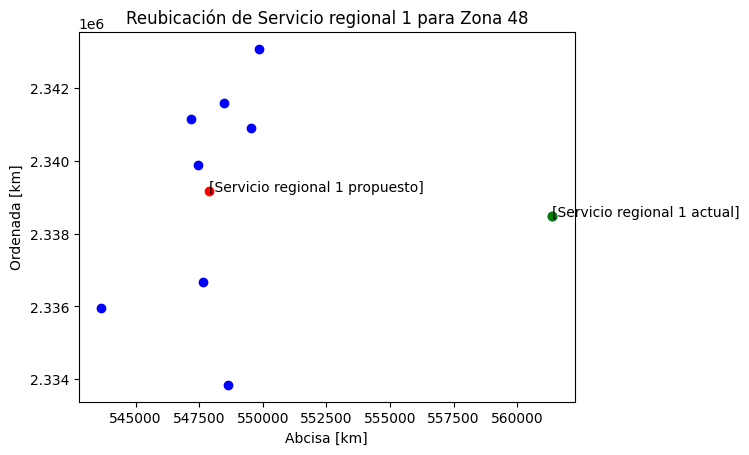 Reubicación de Servicio regional 1 para Zona 48
1e6
2.342
2.340
2.338
2.336
2.334
Ordenada [km]
[Servicio regional 1 propuesto]
[Servicio regional 1 actual]
545000 547500 550000 552500 555000 557500 560000
Abcisa [km]